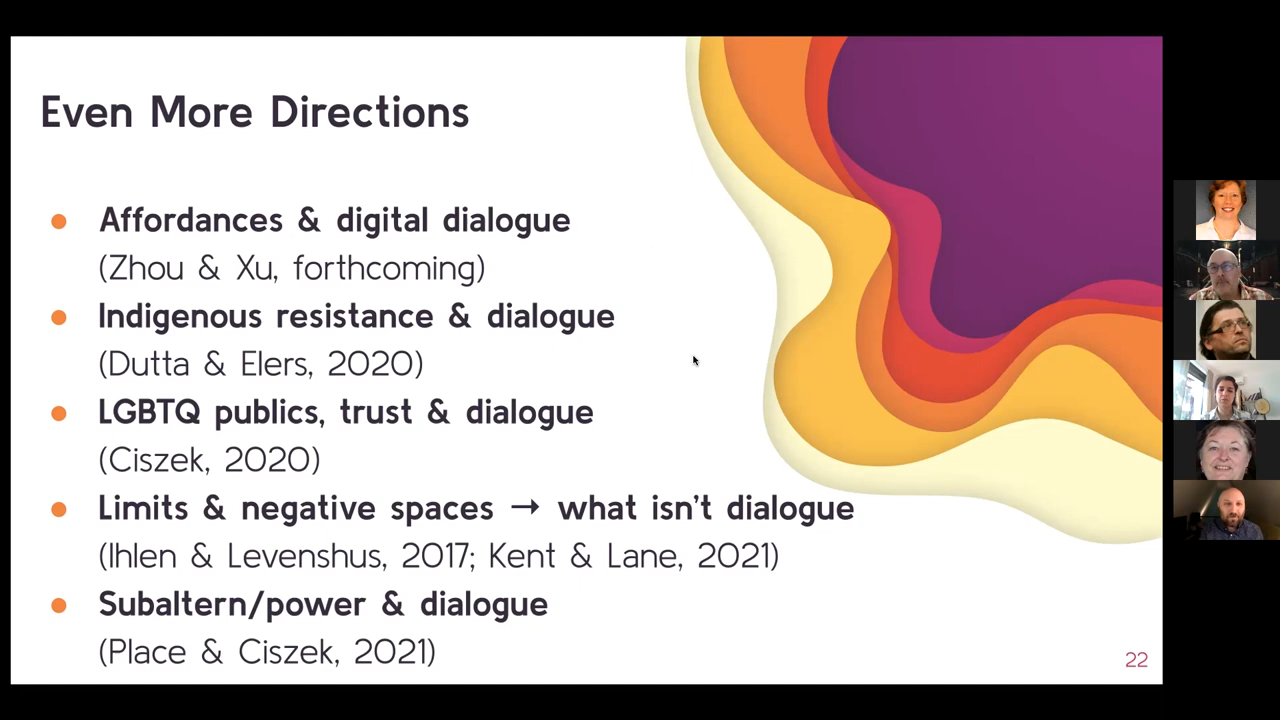 Even More Directions
● Affordances & digital dialogue
(Zhou & Xu, forthcoming)
● Indigenous resistance & dialogue
(Dutta & Elers, 2020)
● LGBTQ publics, trust & dialogue
(Ciszek, 2020)
● Limits & negative spaces → what isn't dialogue
(Ihlen & Levenshus, 2017; Kent & Lane, 2021)
● Subaltern/power & dialogue
(Place & Ciszek, 2021)
22